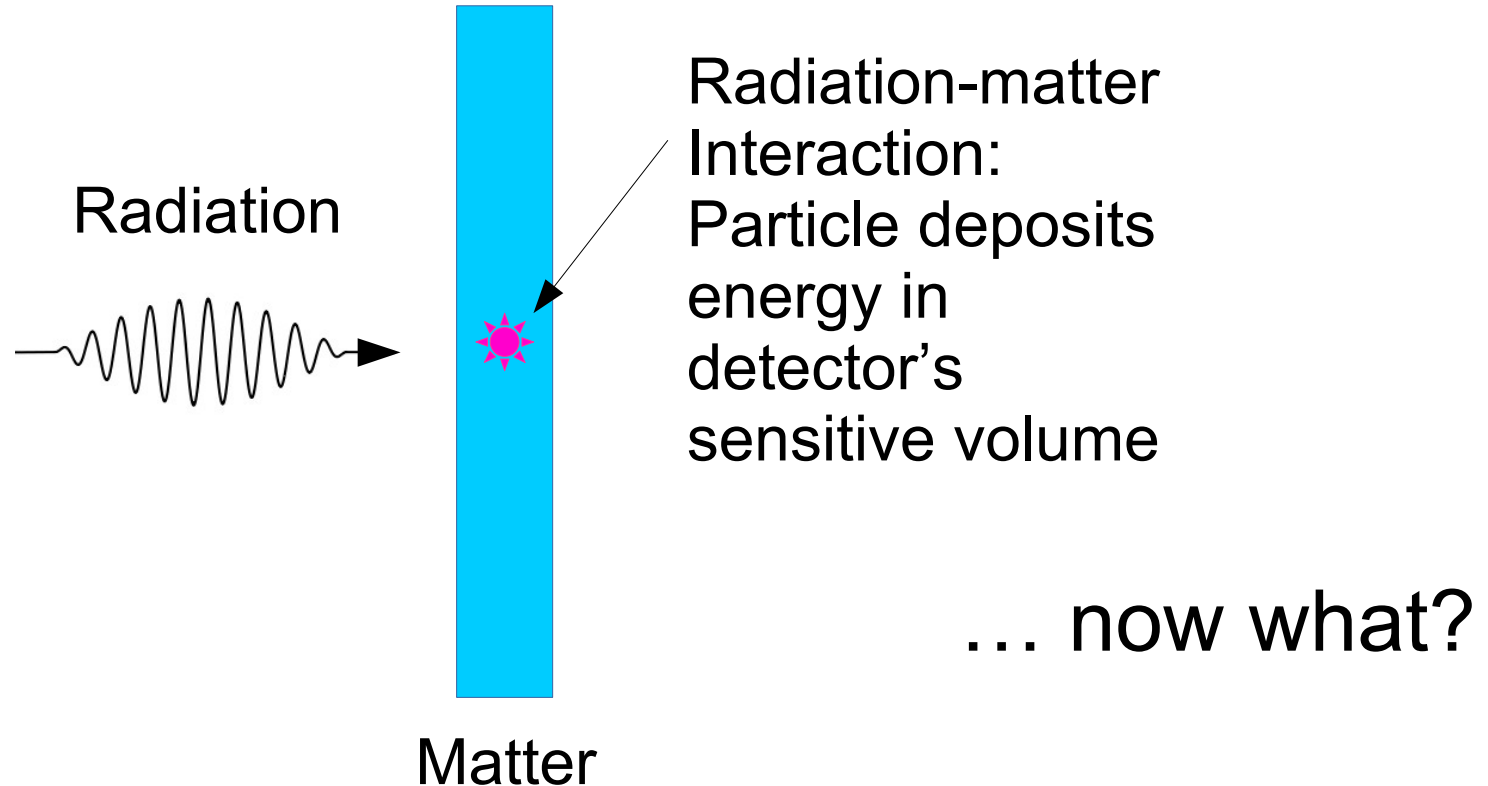 Radiation
Radiation-matter
Interaction:
Particle deposits
energy in
detector’s
sensitive volume
… now what?
Matter